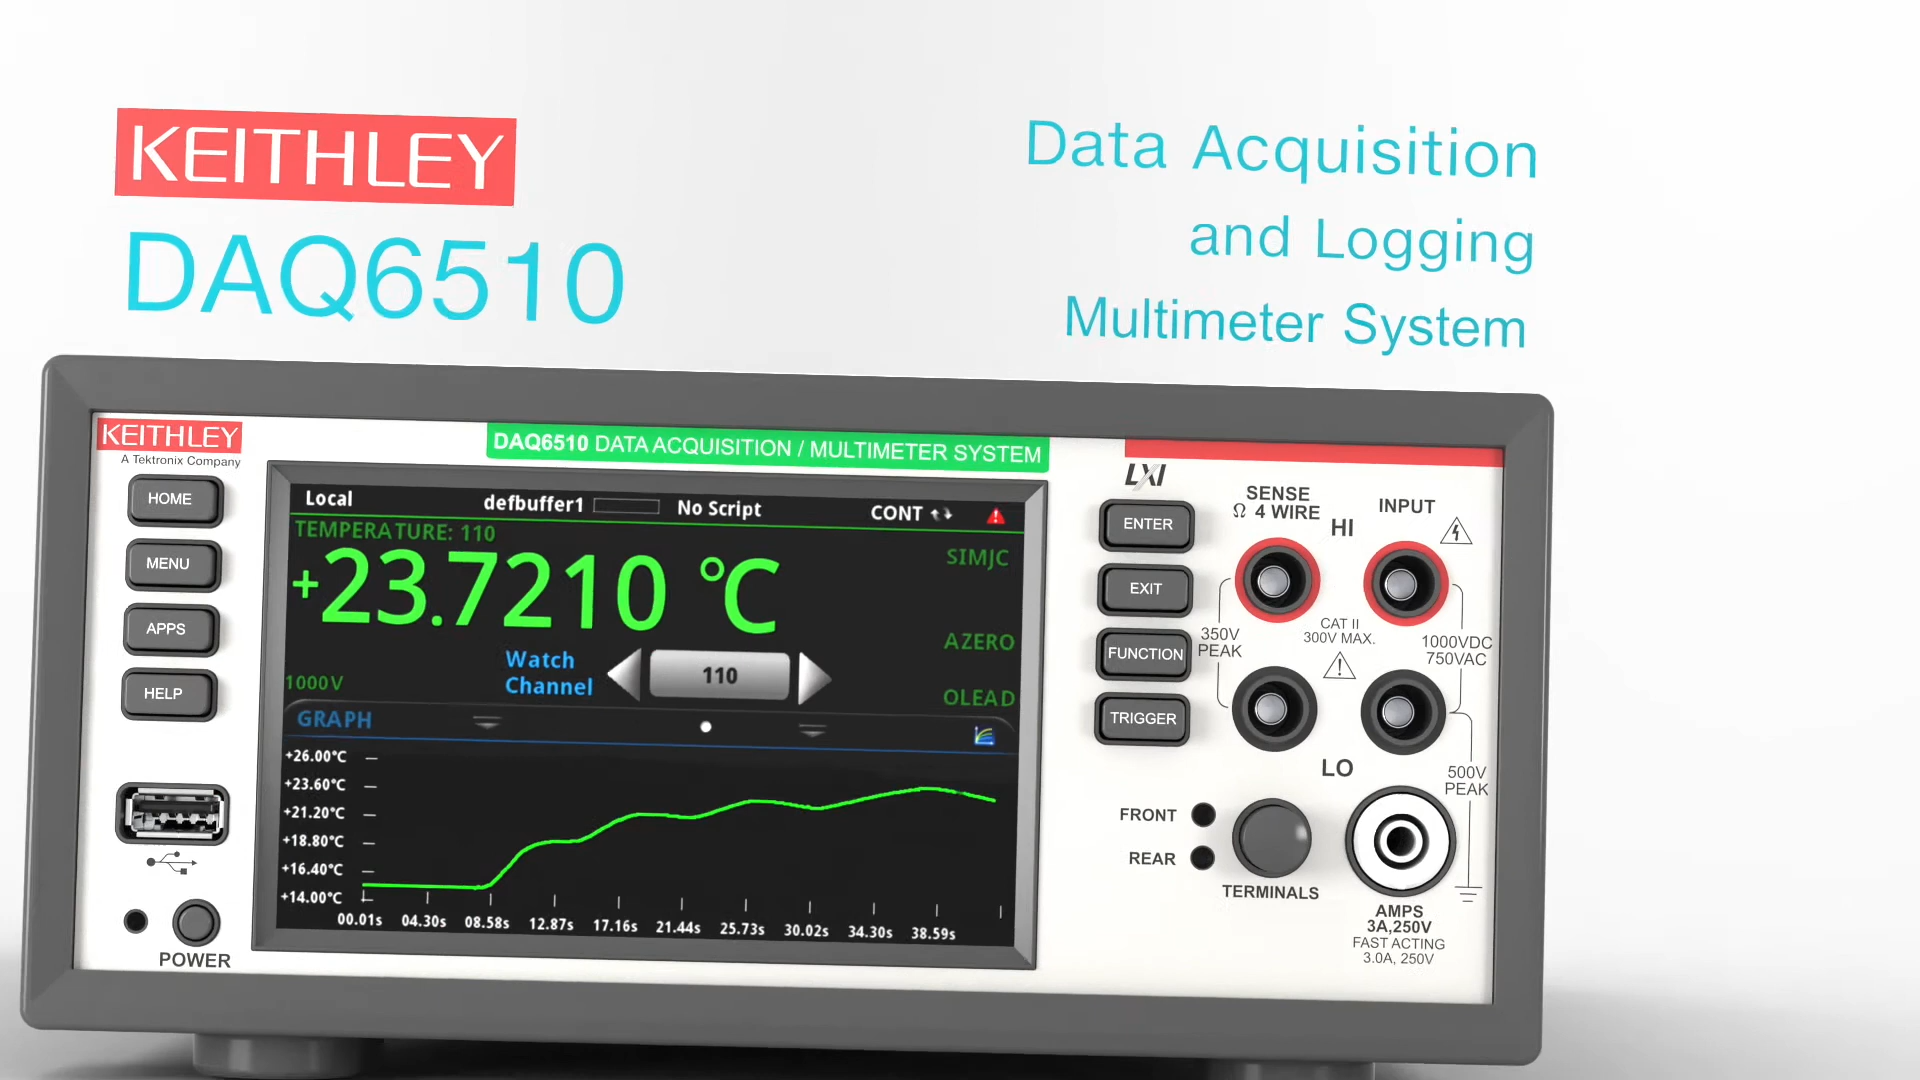 KEITHLEY
DAQ6510
Data Acquisition
and Logging
Multimeter System
KEITHLEY
A Tektronix Company
DAQ6510 DATA ACQUISITION / MULTIMETER SYSTEM
LXI
HOME
MENU
APPS
HELP
POWER
Local
defbuffer1
No Script
CONT
TEMPERATURE: 110
+23.7210 °C
SIMJC
AZERO
OLEAD
1000V
Watch
Channel
110
GRAPH
+26.00°C
+23.60°C
+21.20°C
+18.80°C
+16.40°C
+14.00°C
00.01s 04.30s 08.58s 12.87s 17.16s 21.44s 25.73s 30.02s 34.30s 38.59s
ENTER
EXIT
FUNCTION
TRIGGER
SENSE
Ω 4 WIRE
HI
INPUT
350V
PEAK
CAT II
300V MAX.
1000VDC
750VAC
LO
500V
PEAK
FRONT
REAR
TERMINALS
AMPS
3A,250V
FAST ACTING
3.0A, 250V